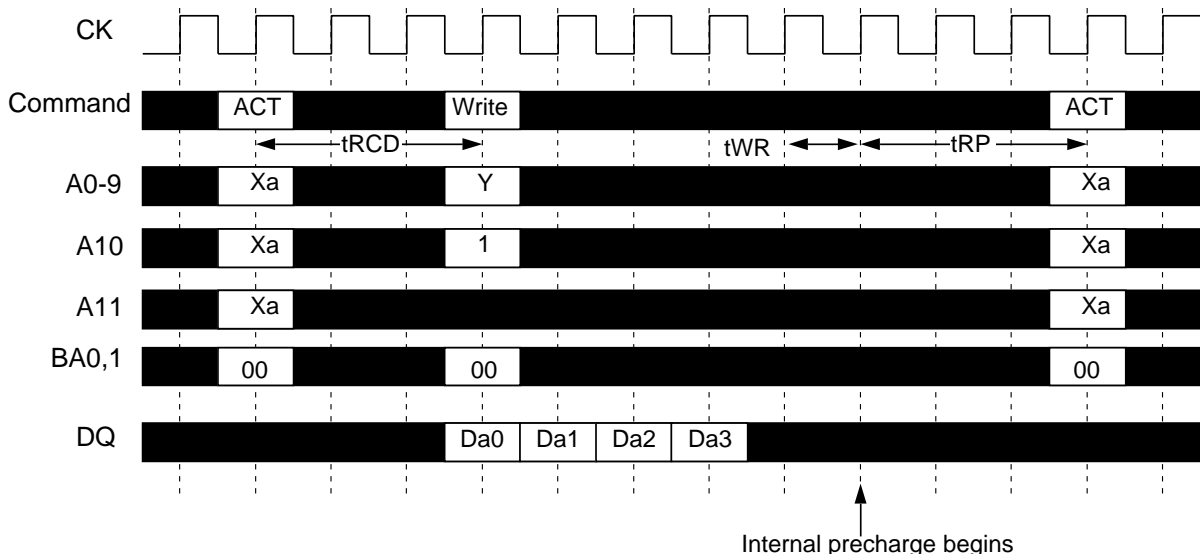 CK
Command ACT Write ACT
tRCD tWR tRP
A0-9 Xa Y Xa
A10 Xa 1 Xa
A11 Xa Xa
BA0,1 00 00 00
DQ Da0 Da1 Da2 Da3
Internal precharge begins